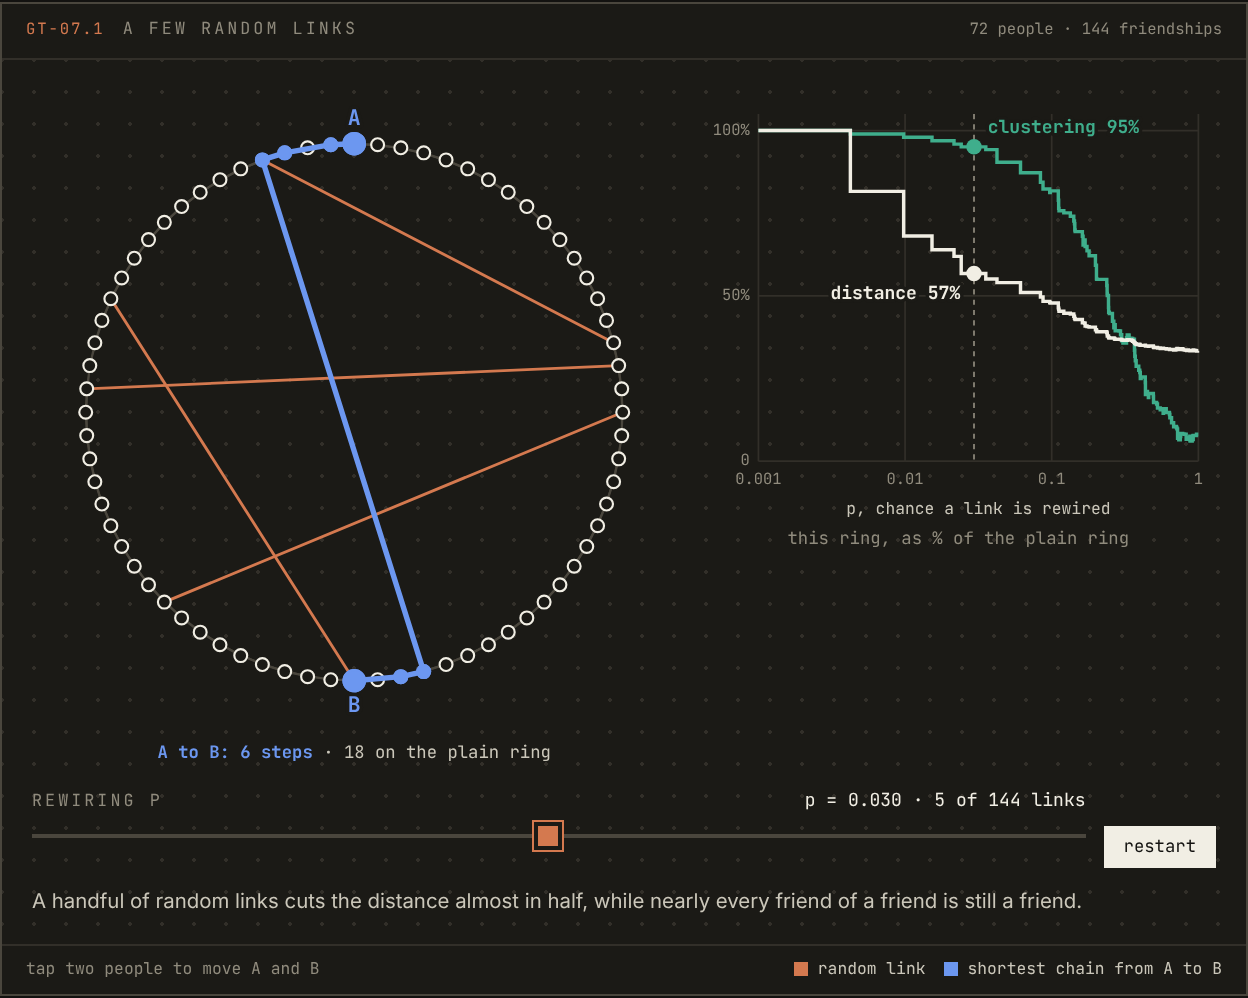 GT-07.1 A FEW RANDOM LINKS
72 people · 144 friendships
A
B
A to B: 6 steps · 18 on the plain ring
clustering 95%
distance 57%
100%
50%
0
0.001 0.01 0.1 1
p, chance a link is rewired
this ring, as % of the plain ring
REWIRING P
p = 0.030 · 5 of 144 links
restart
A handful of random links cuts the distance almost in half, while nearly every friend of a friend is still a friend.
tap two people to move A and B
random link
shortest chain from A to B